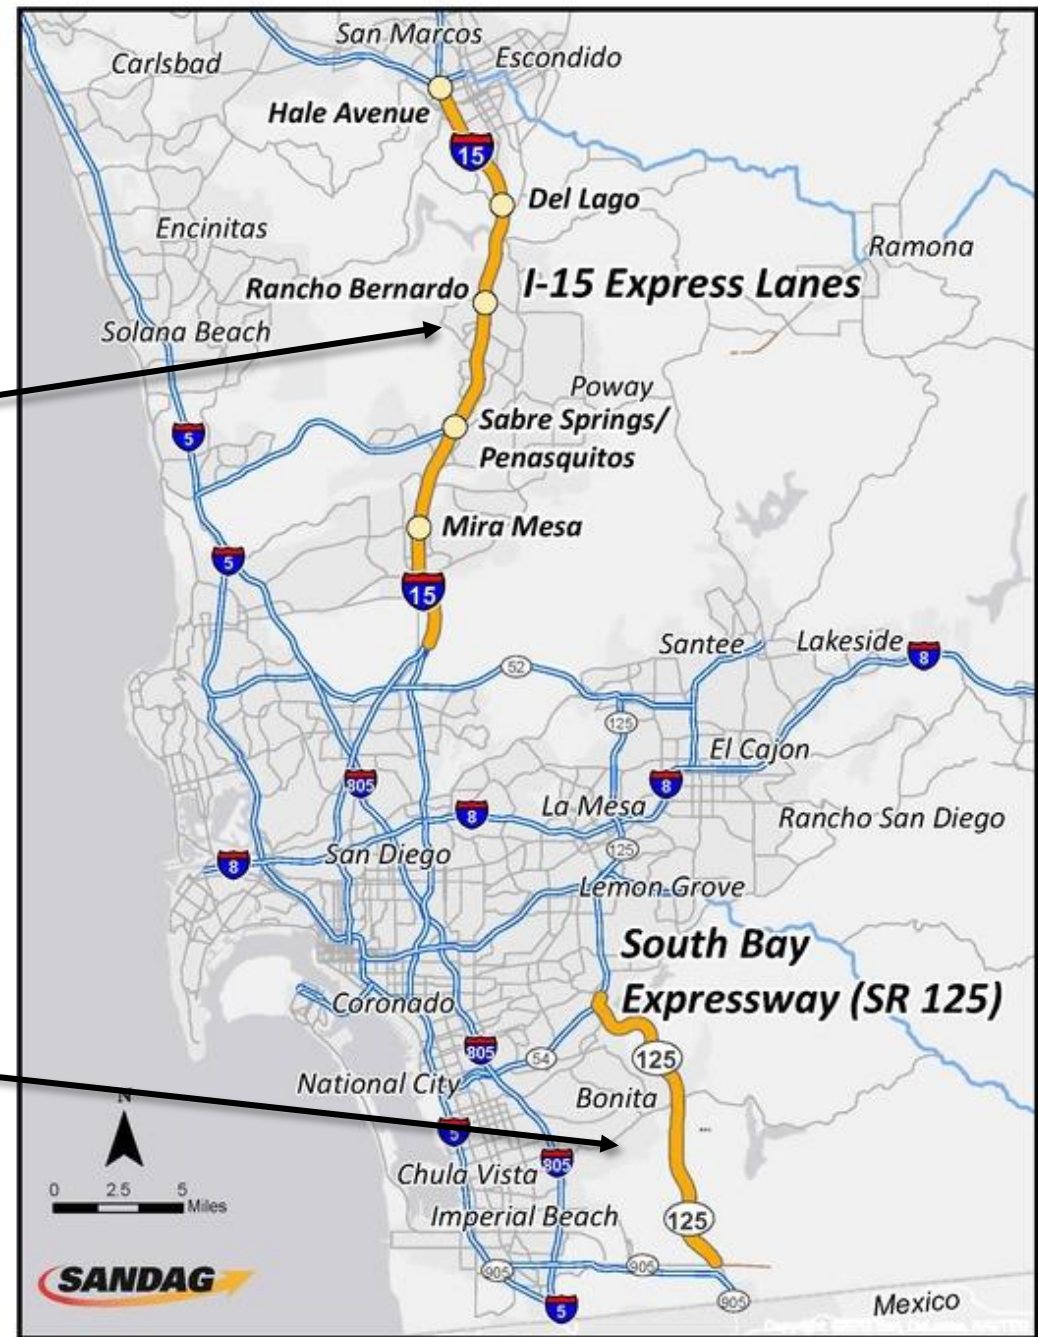 San Marcos
Escondido
Carlsbad
Hale Avenue
15
Del Lago
Encinitas
Ramona
Rancho Bernardo
I-15 Express Lanes
Solana Beach
Poway
5
Sabre Springs/
Penasquitos
Mira Mesa
5
15
Santee
Lakeside
8
52
125
El Cajon
805
8
La Mesa
8
Rancho San Diego
San Diego
125
8
Lemon Grove
South Bay
Expressway (SR 125)
Coronado
805
54
125
National City
Bonita
N
5
Chula Vista
805
0 2.5 5
Miles
Imperial Beach
125
SANDAG
905
905
905
5
Mexico